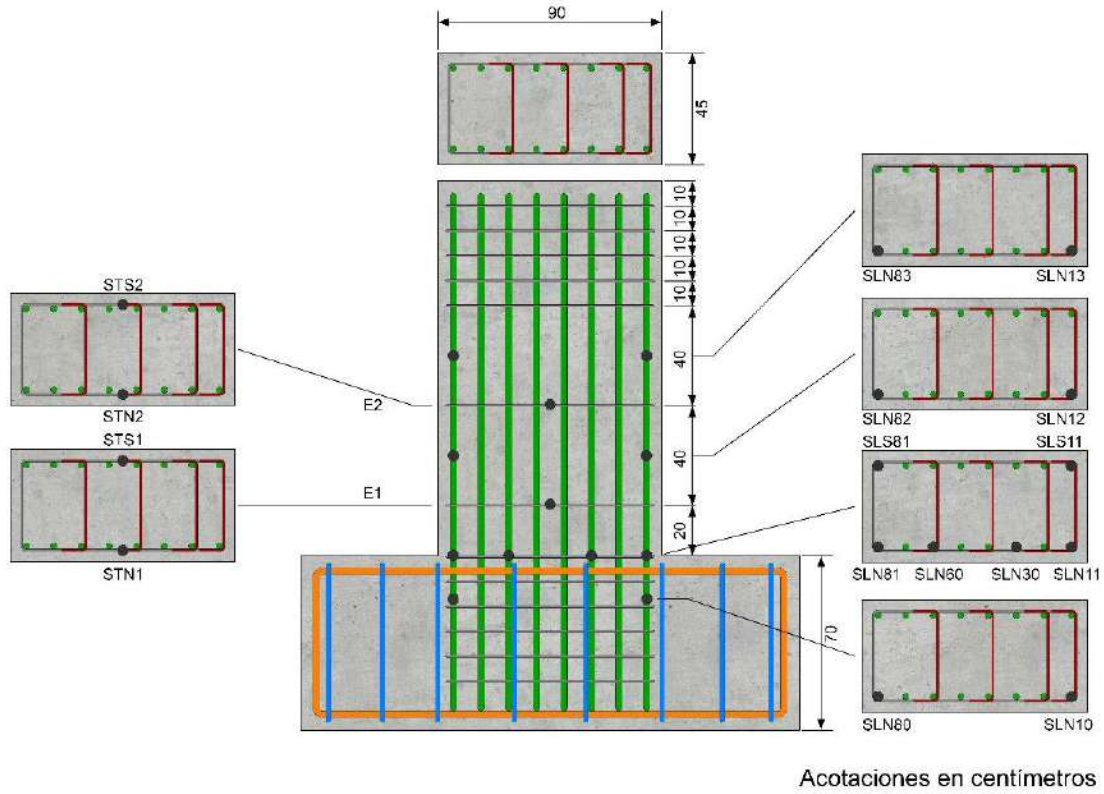 90
45
10
10
10
10
10
40
40
20
70
STS2
STN2
STS1
STN1
E2
E1
SLN83 SLN13
SLN82 SLN12
SLS81 SLS11
SLN81 SLN60 SLN30 SLN11
SLN80 SLN10
Acotaciones en centímetros